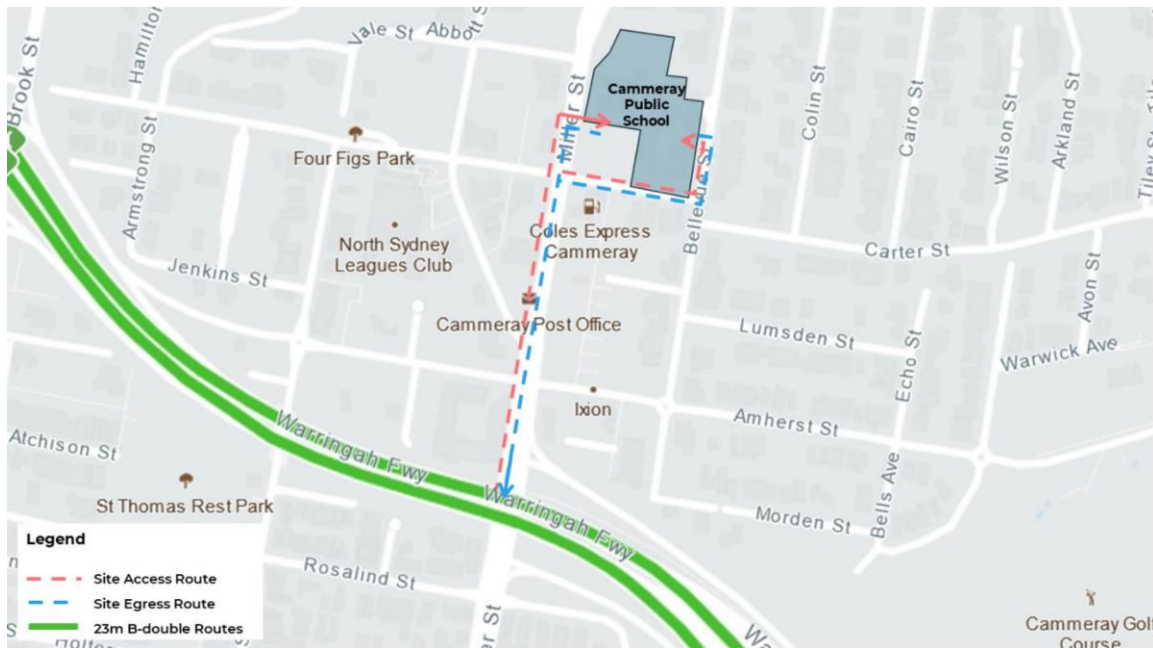 Brook St
Hamilton
Vale St
Abbott S
Miller St
Cammeray
Public
School
Colin St
Cairo St
Wilson St
Arkland St
Tiley St
Four Figs Park
Armstrong St
North Sydney
Leagues Club
Coles Express
Cammeray
Bellevue St
Carter St
Jenkins St
Avon St
Cammeray Post Office
Lumsden St
Echo St
Warwick Ave
Ixion
Amherst St
Atchison St
Warringah Fwy
St Thomas Rest Park
Warringah Fwy
Morden St
Bells Ave
Rosalind St
er St
Wa
Cammeray Golf
Course
Legend
Site Access Route
Site Egress Route
23m B-double Routes